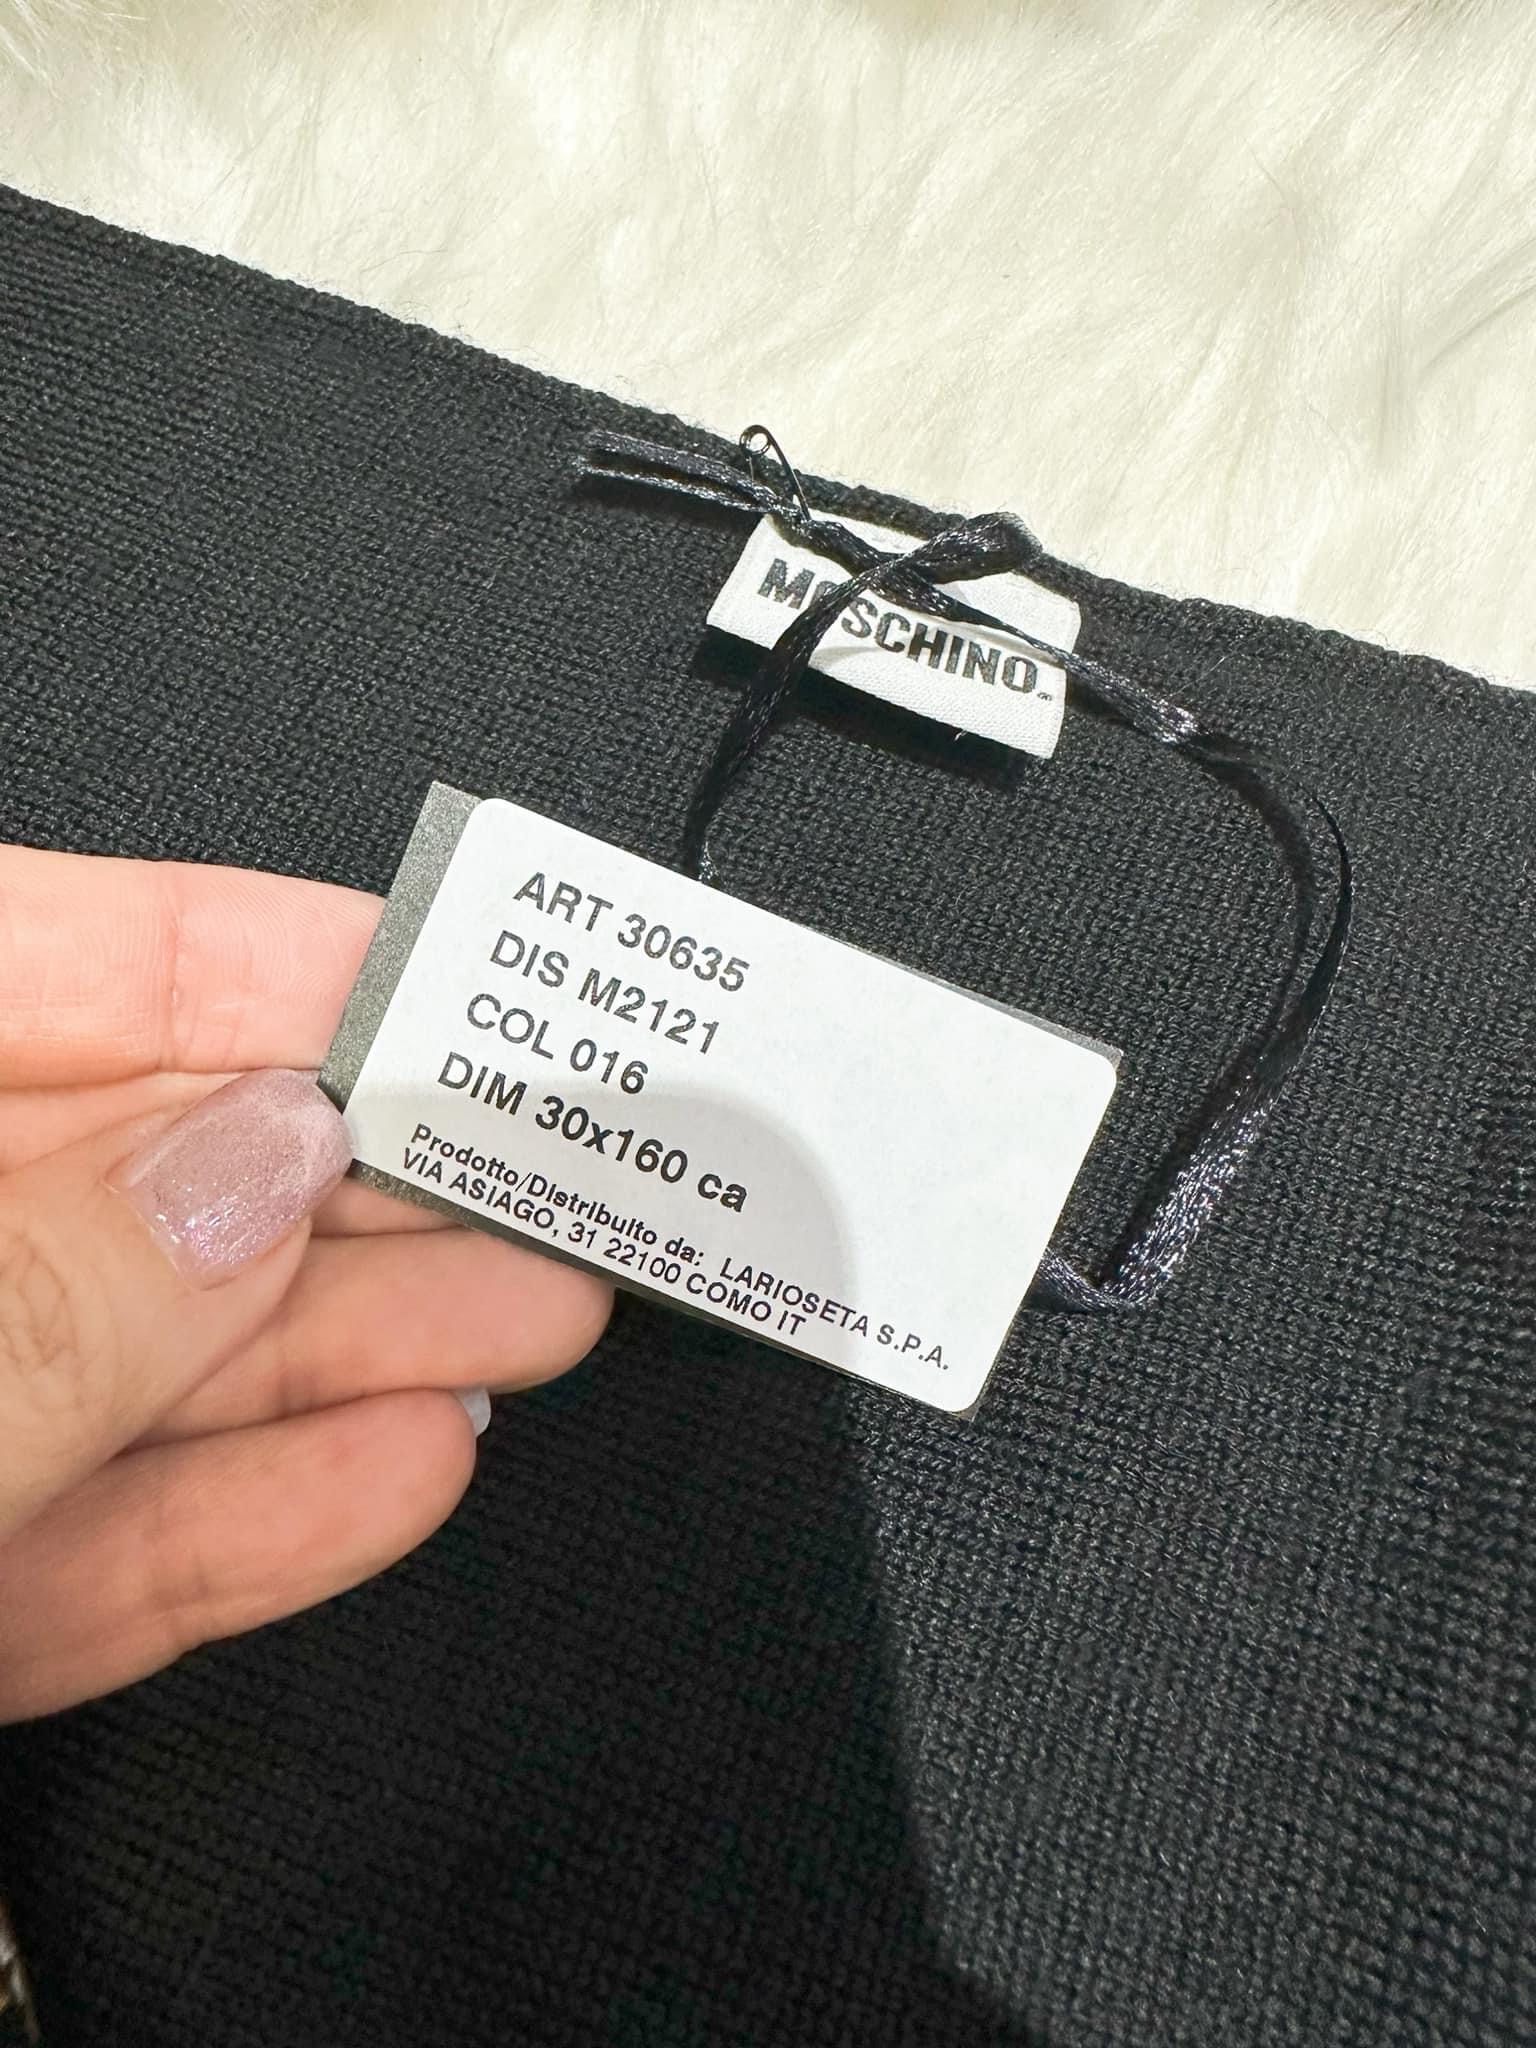 MOSCHINO®
ART 30635
DIS M2121
COL 016
DIM 30x160 ca
Prodotto/Distribuito da: LARIOSETA S.P.A.
VIA ASIAGO, 31 22100 COMO IT